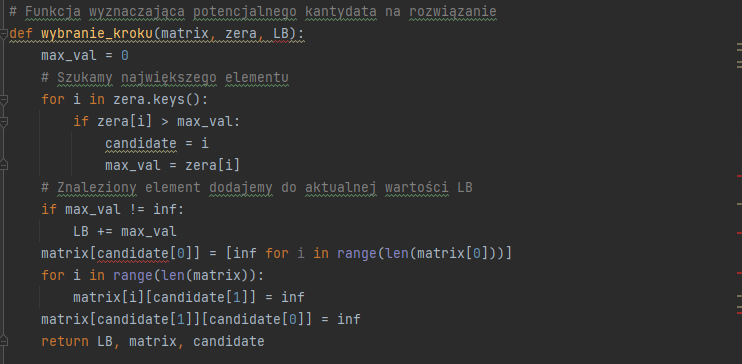 # Funkcja wyznaczająca potencjalnego kantydata na rozwiązanie
def wybranie_kroku(matrix, zera, LB):
    max_val = 0
    # Szukamy największego elementu
    for i in zera.keys():
        if zera[i] > max_val:
            candidate = i
            max_val = zera[i]
    # Znaleziony element dodajemy do aktualnej wartości LB
    if max_val != inf:
        LB += max_val
    matrix[candidate[0]] = [inf for i in range(len(matrix[0]))]
    for i in range(len(matrix)):
        matrix[i][candidate[1]] = inf
    matrix[candidate[1]][candidate[0]] = inf
    return LB, matrix, candidate